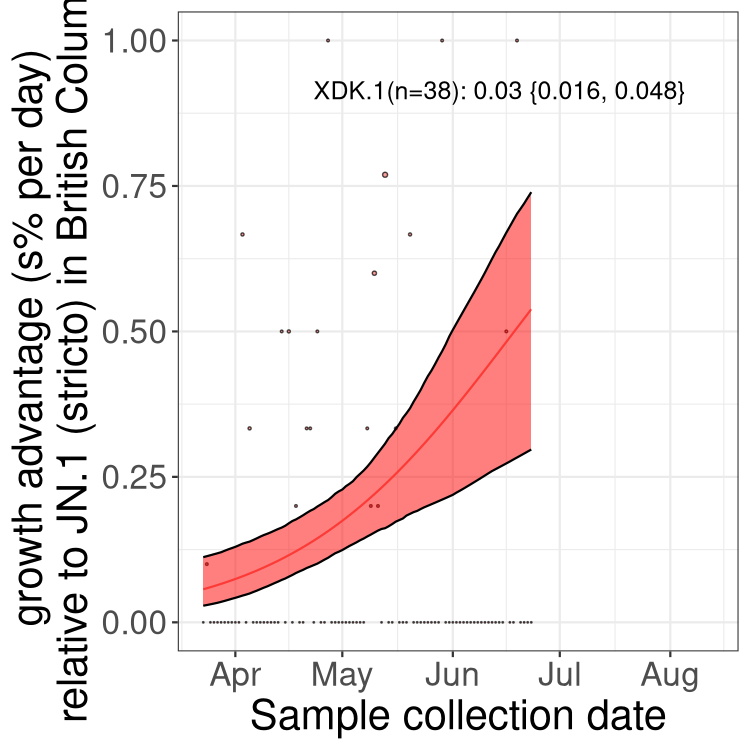 growth advantage (s% per day)
relative to JN.1 (stricto) in British Colum
1.00
0.75
0.50
0.25
0.00
XDK.1(n=38): 0.03 {0.016, 0.048}
Apr May Jun Jul Aug
Sample collection date